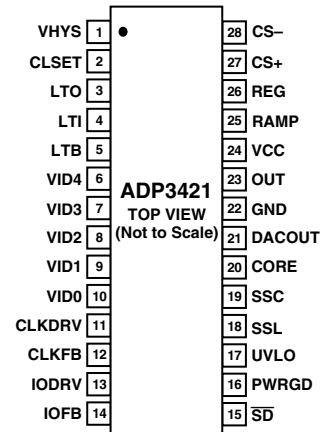 VHYS 1 28 CS–
CLSET 2 27 CS+
LTO 3 26 REG
LTI 4 25 RAMP
LTB 5 24 VCC
VID4 6 23 OUT
VID3 7 22 GND
VID2 8 21 DACOUT
VID1 9 20 CORE
VID0 10 19 SSC
CLKDRV 11 18 SSL
CLKFB 12 17 UVLO
IODRV 13 16 PWRGD
IOFB 14 15 SD
ADP3421
TOP VIEW
(Not to Scale)